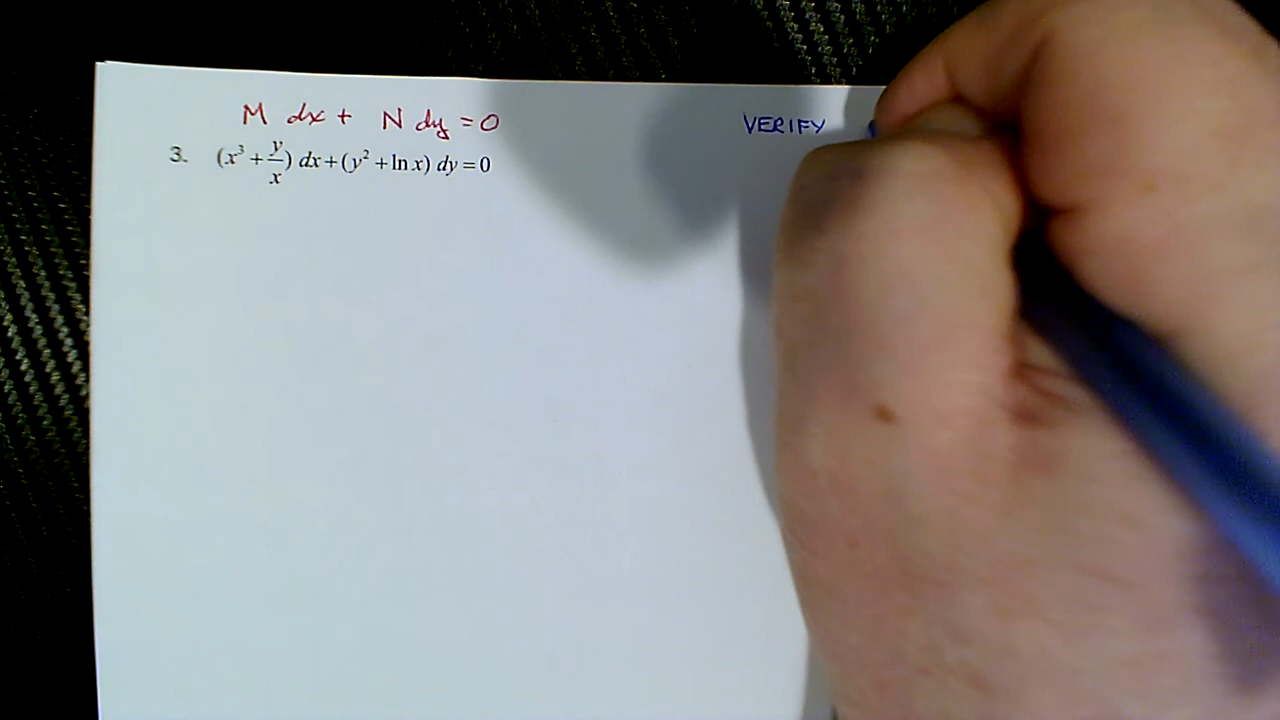 M dx + N dy = 0
VERIFY
3. (x³ + y/x) dx + (y² + ln x) dy = 0